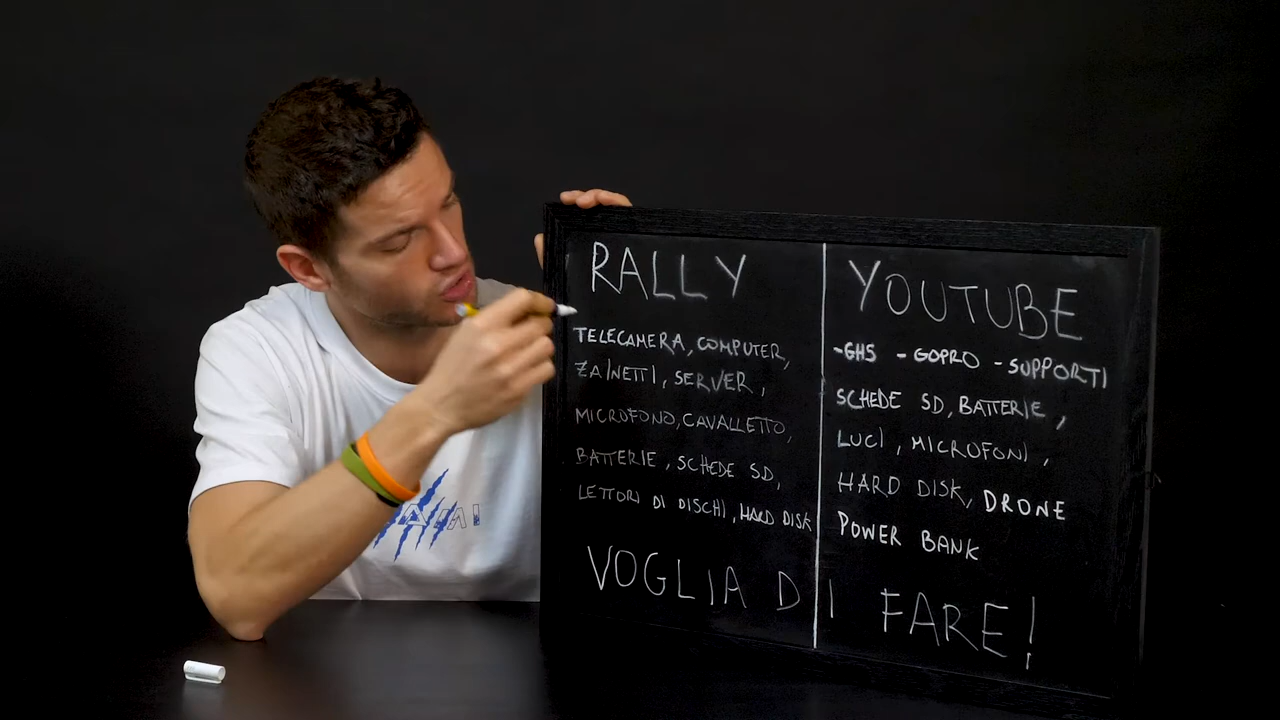 RALLY
TELECAMERA, COMPUTER,
ZAINETTI, SERVER,
MICROFONO, CAVALLETTO,
BATTERIE, SCHEDE SD,
LETTORI DI DISCHI, HARD DISK
YOUTUBE
-GH5 -GOPRO -SUPPORTI
SCHEDE SD, BATTERIE,
LUCI, MICROFONI,
HARD DISK, DRONE
POWER BANK
VOGLIA DI FARE!